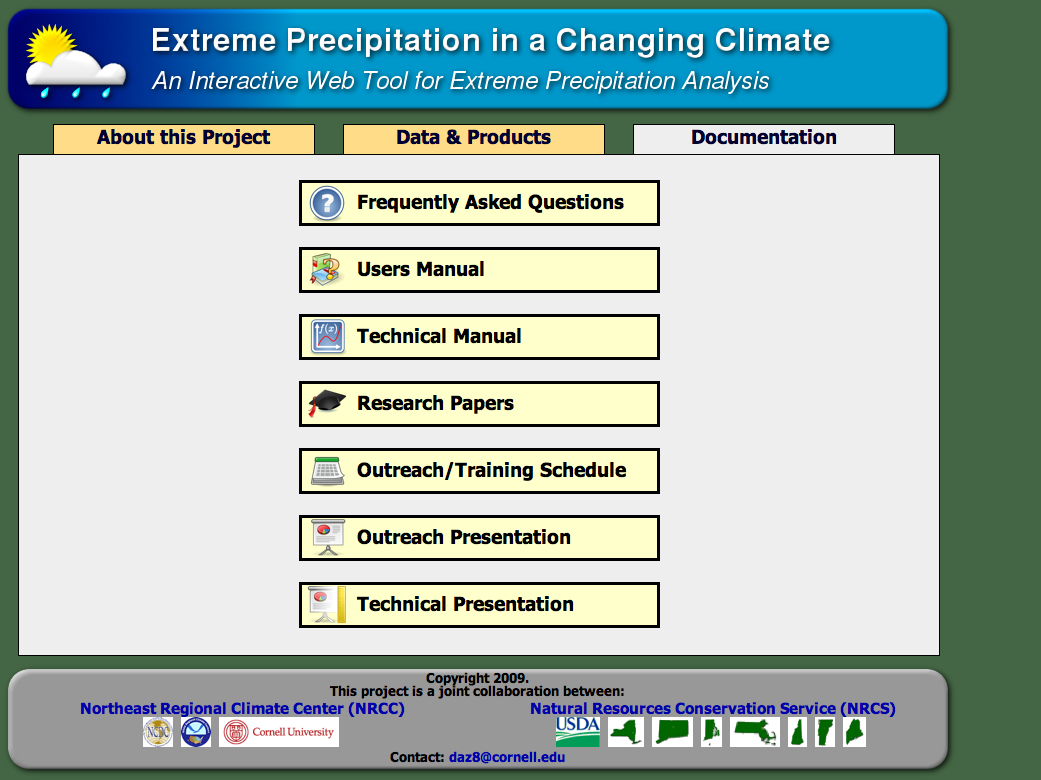 Extreme Precipitation in a Changing Climate
An Interactive Web Tool for Extreme Precipitation Analysis
About this Project
Data & Products
Documentation
?
Frequently Asked Questions
Users Manual
f(x)
Technical Manual
Research Papers
Outreach/Training Schedule
Outreach Presentation
Technical Presentation
Copyright 2009.
This project is a joint collaboration between:
Northeast Regional Climate Center (NRCC)
Natural Resources Conservation Service (NRCS)
NCDC
Cornell University
USDA
Contact: daz8@cornell.edu